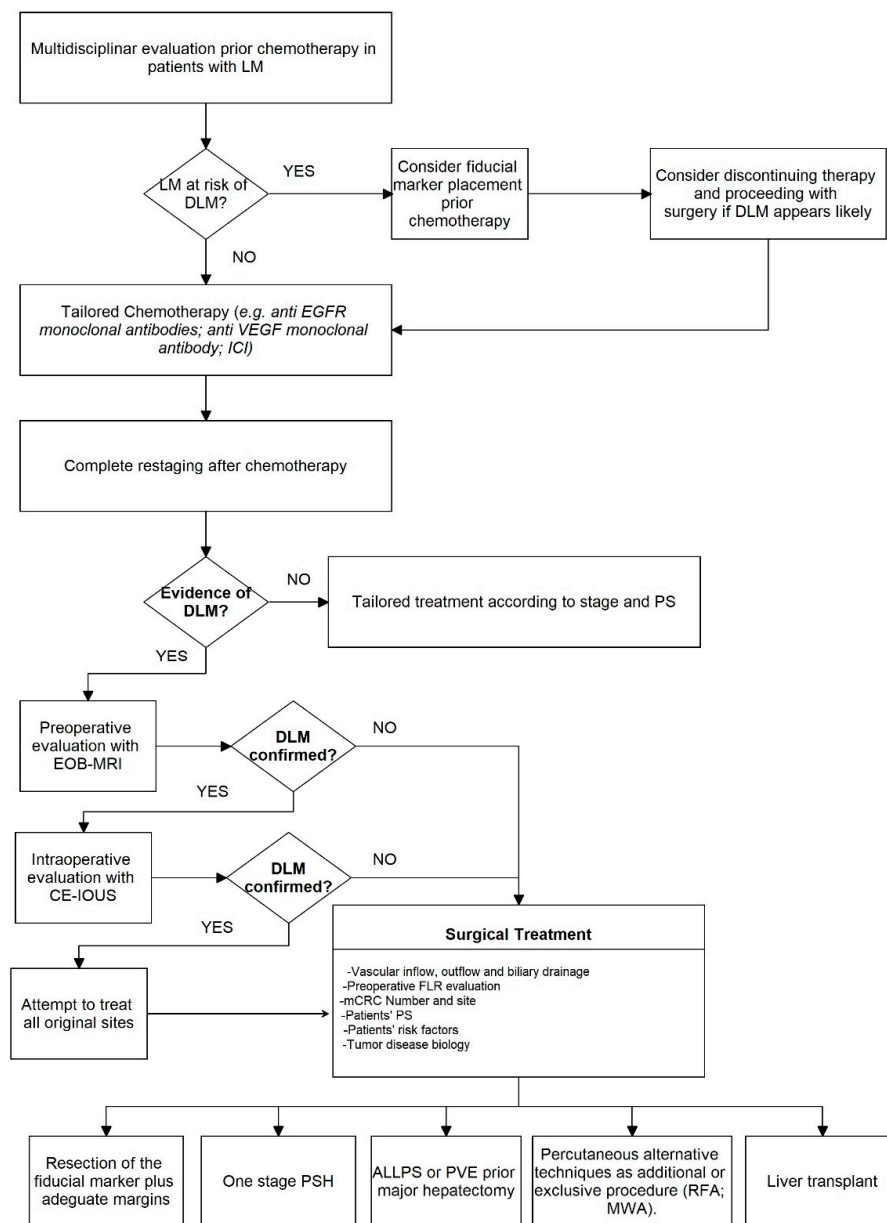 Multidisciplinar evaluation prior chemotherapy in
patients with LM
LM at risk of
DLM?
YES
Consider fiducial
marker placement
prior
chemotherapy
Consider discontinuing therapy
and proceeding with
surgery if DLM appears likely
NO
Tailored Chemotherapy (e.g. anti EGFR
monoclonal antibodies; anti VEGF monoclonal
antibody; ICI)
Complete restaging after chemotherapy
Evidence of
DLM?
NO
Tailored treatment according to stage and PS
YES
Preoperative
evaluation with
EOB-MRI
DLM
confirmed?
NO
YES
Intraoperative
evaluation with
CE-IOUS
DLM
confirmed?
NO
YES
Attempt to treat
all original sites
Surgical Treatment
-Vascular inflow, outflow and biliary drainage
-Preoperative FLR evaluation
-mCRC Number and site
-Patients' PS
-Patients' risk factors
-Tumor disease biology
Resection of the
fiducial marker plus
adeguate margins
One stage PSH
ALLPS or PVE prior
major hepatectomy
Percutaneous alternative
techniques as additional or
exclusive procedure (RFA;
MWA).
Liver transplant